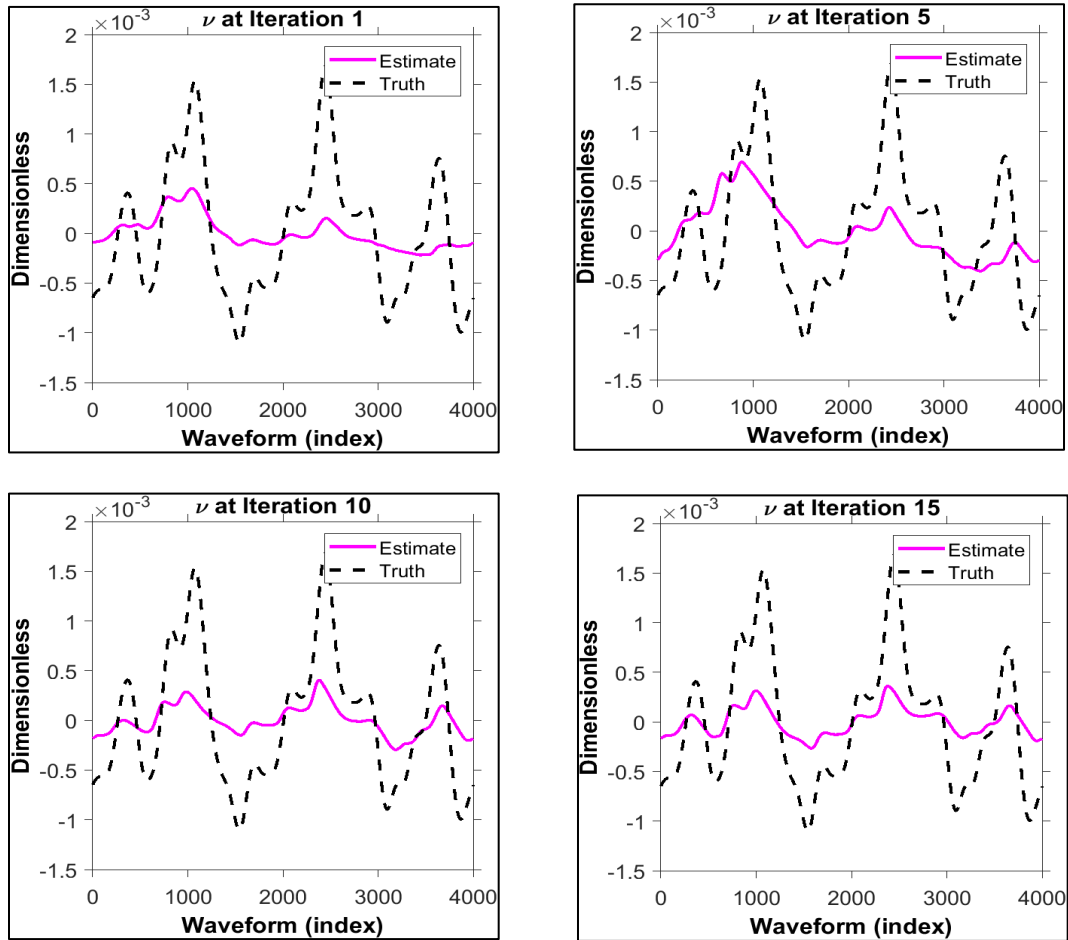 ν at Iteration 1
×10⁻³
2
1.5
1
0.5
0
-0.5
-1
-1.5
Dimensionless
Estimate
Truth
0 1000 2000 3000 4000
Waveform (index)
ν at Iteration 5
×10⁻³
2
1.5
1
0.5
0
-0.5
-1
-1.5
Dimensionless
Estimate
Truth
0 1000 2000 3000 4000
Waveform (index)
ν at Iteration 10
×10⁻³
2
1.5
1
0.5
0
-0.5
-1
-1.5
Dimensionless
Estimate
Truth
0 1000 2000 3000 4000
Waveform (index)
ν at Iteration 15
×10⁻³
2
1.5
1
0.5
0
-0.5
-1
-1.5
Dimensionless
Estimate
Truth
0 1000 2000 3000 4000
Waveform (index)